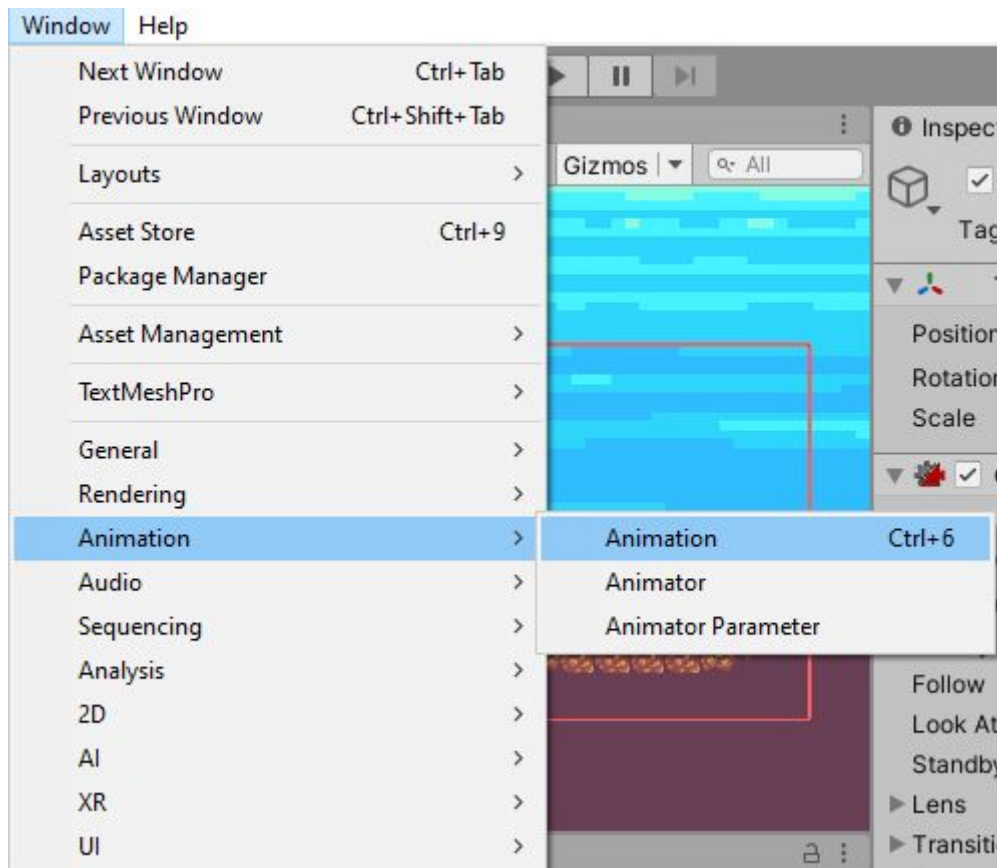 Window Help
Next Window Ctrl+Tab
Previous Window Ctrl+Shift+Tab
Layouts
Asset Store Ctrl+9
Package Manager
Asset Management
TextMeshPro
General
Rendering
Animation
Audio
Sequencing
Analysis
2D
AI
XR
UI
Animation Ctrl+6
Animator
Animator Parameter
Gizmos All
Inspec
Tag
Position
Rotation
Scale
Follow
Look At
Standby
Lens
Transiti